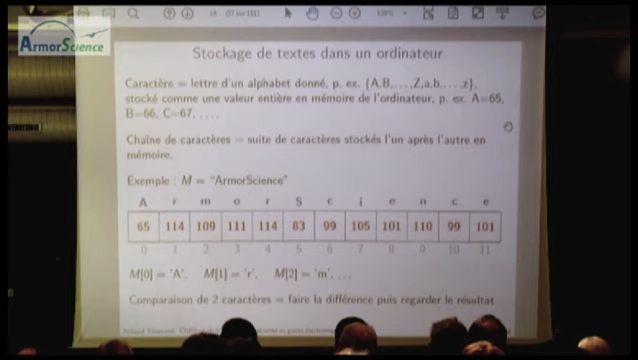 ArmorScience
Stockage de textes dans un ordinateur
Caractère = lettre d'un alphabet donné, p. ex. {A,B,...,Z,a,b,...,z},
stocké comme une valeur entière en mémoire de l'ordinateur, p. ex. A=65,
B=66, C=67, ....
Chaîne de caractères = suite de caractères stockés l'un après l'autre en
mémoire.
Exemple : M = "ArmorScience"
A r m o r S c i e n c e
65 114 109 111 114 83 99 105 101 110 99 101
0 1 2 3 4 5 6 7 8 9 10 11
M[0] = 'A', M[1] = 'r', M[2] = 'm', ...
Comparaison de 2 caractères = faire la différence puis regarder le résultat